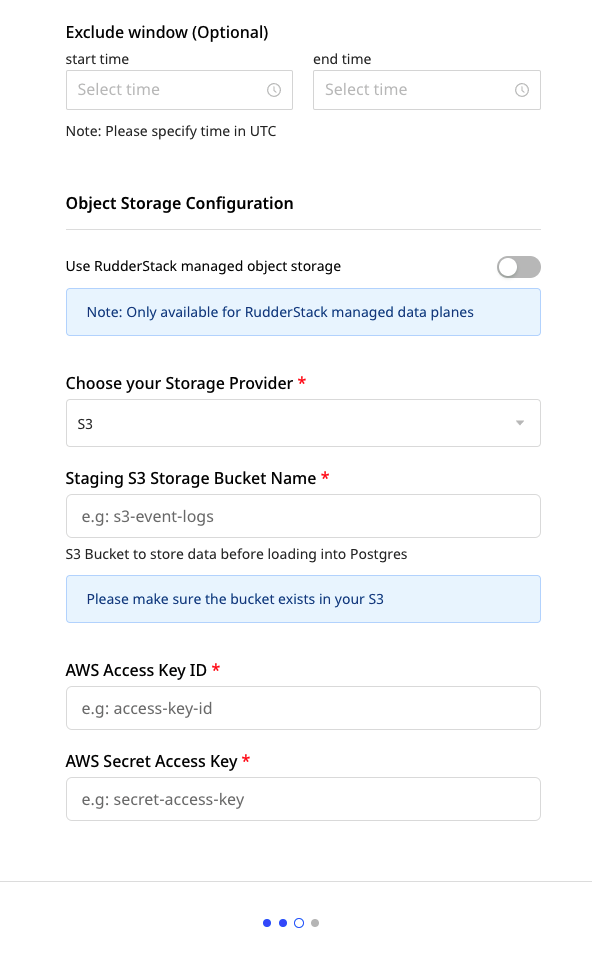 Exclude window (Optional)
start time
end time
Select time
Select time
Note: Please specify time in UTC
Object Storage Configuration
Use RudderStack managed object storage
Note: Only available for RudderStack managed data planes
Choose your Storage Provider *
S3
Staging S3 Storage Bucket Name *
e.g: s3-event-logs
S3 Bucket to store data before loading into Postgres
Please make sure the bucket exists in your S3
AWS Access Key ID *
e.g: access-key-id
AWS Secret Access Key *
e.g: secret-access-key